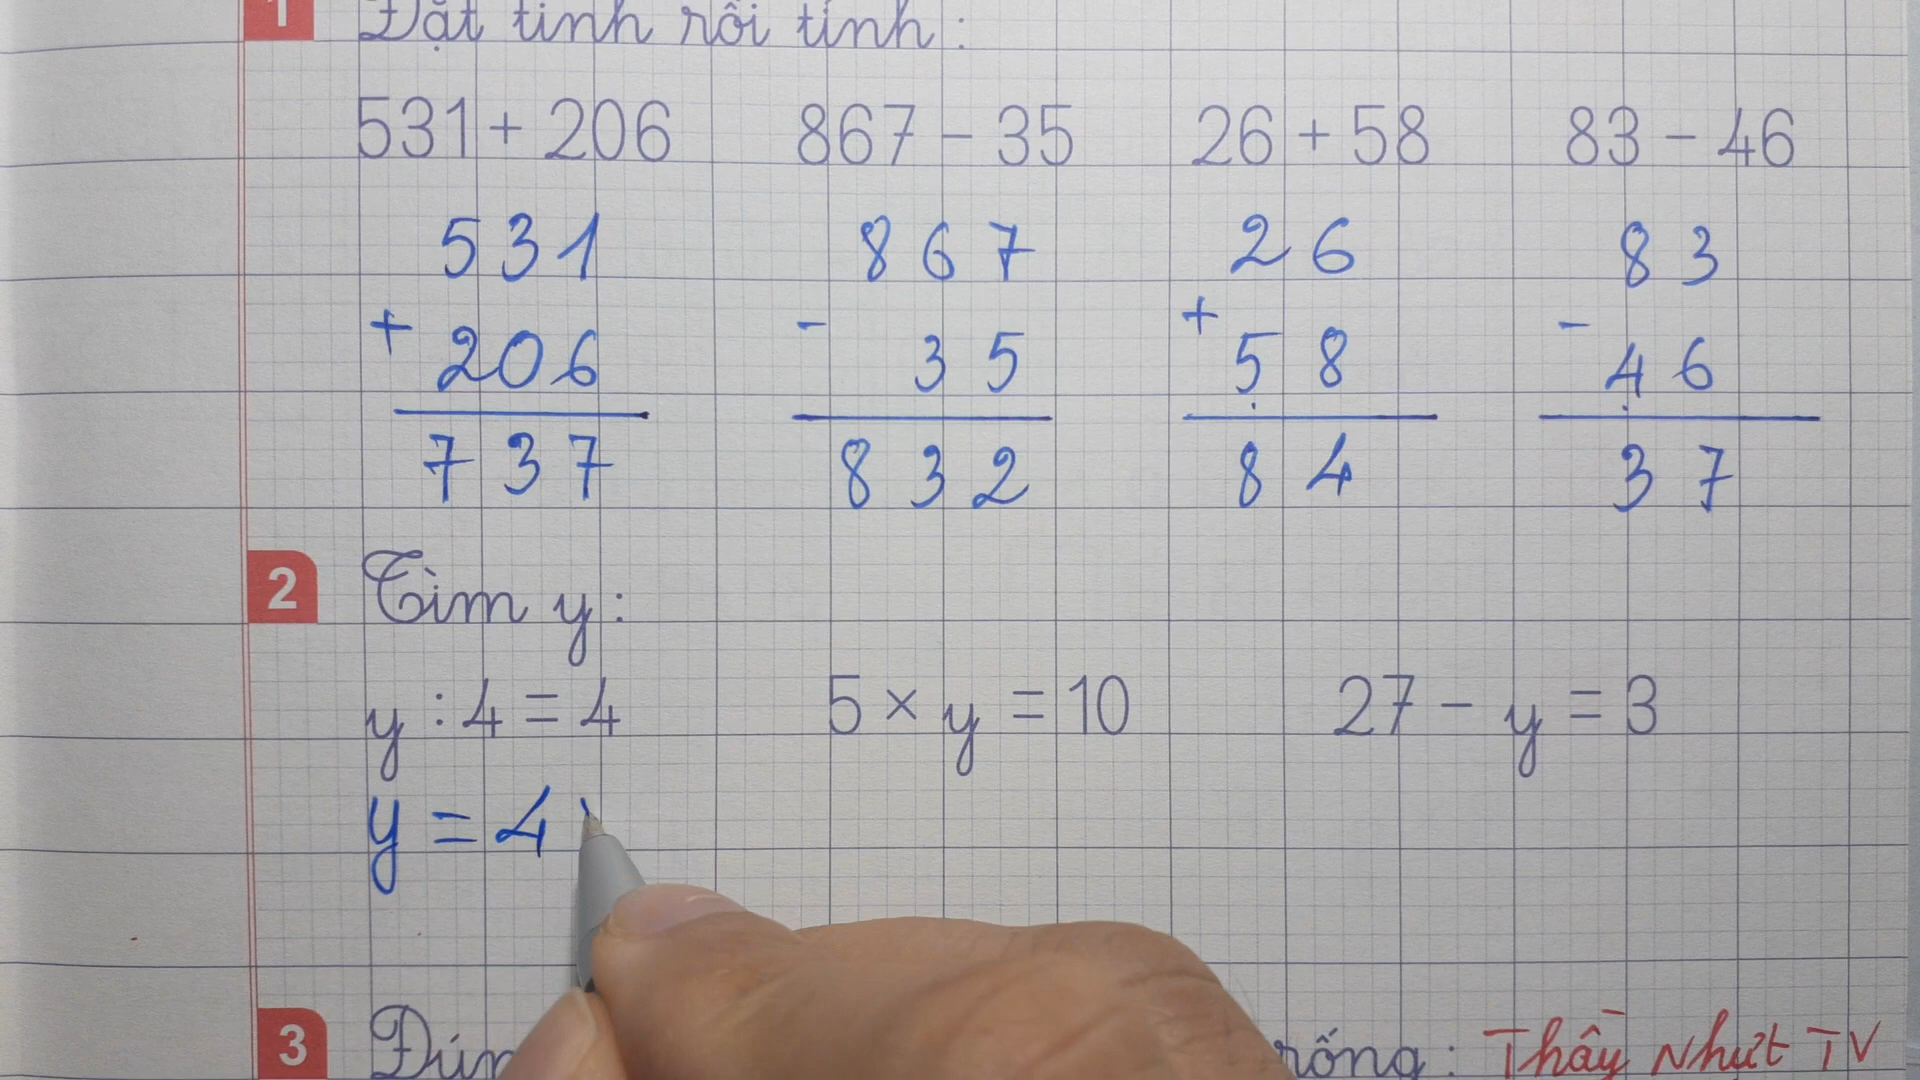 1 Đặt tính rồi tính:
531 + 206 867 - 35 26 + 58 83 - 46
531 867 26 83
+ - + -
206 35 58 46
737 832 84 37
2 Tìm y:
y : 4 = 4 5 × y = 10 27 - y = 3
y = 4
3 : Thầy Nhựt TV